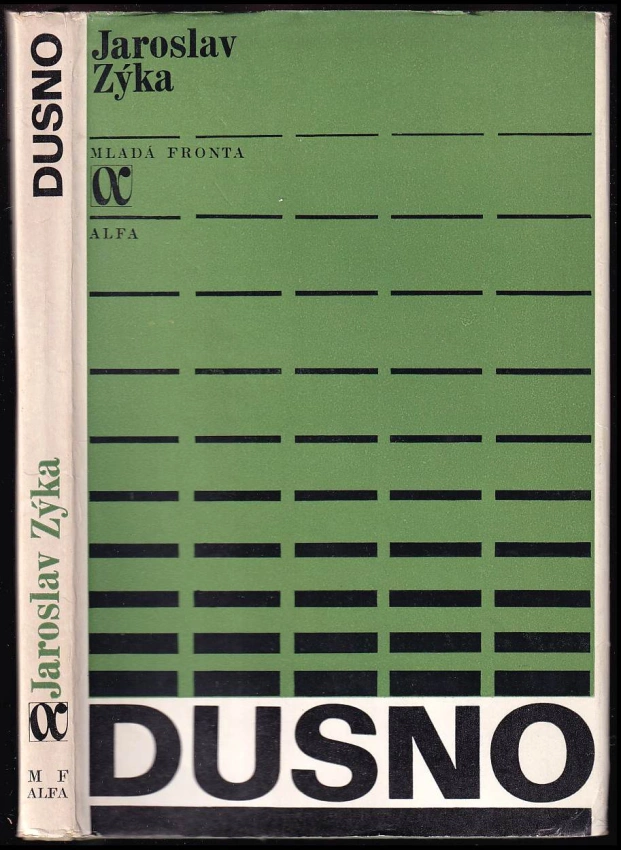 DUSNO
Jaroslav Zýka
α
M F
ALFA
Jaroslav
Zýka
MLADÁ FRONTA
α
ALFA
DUSNO